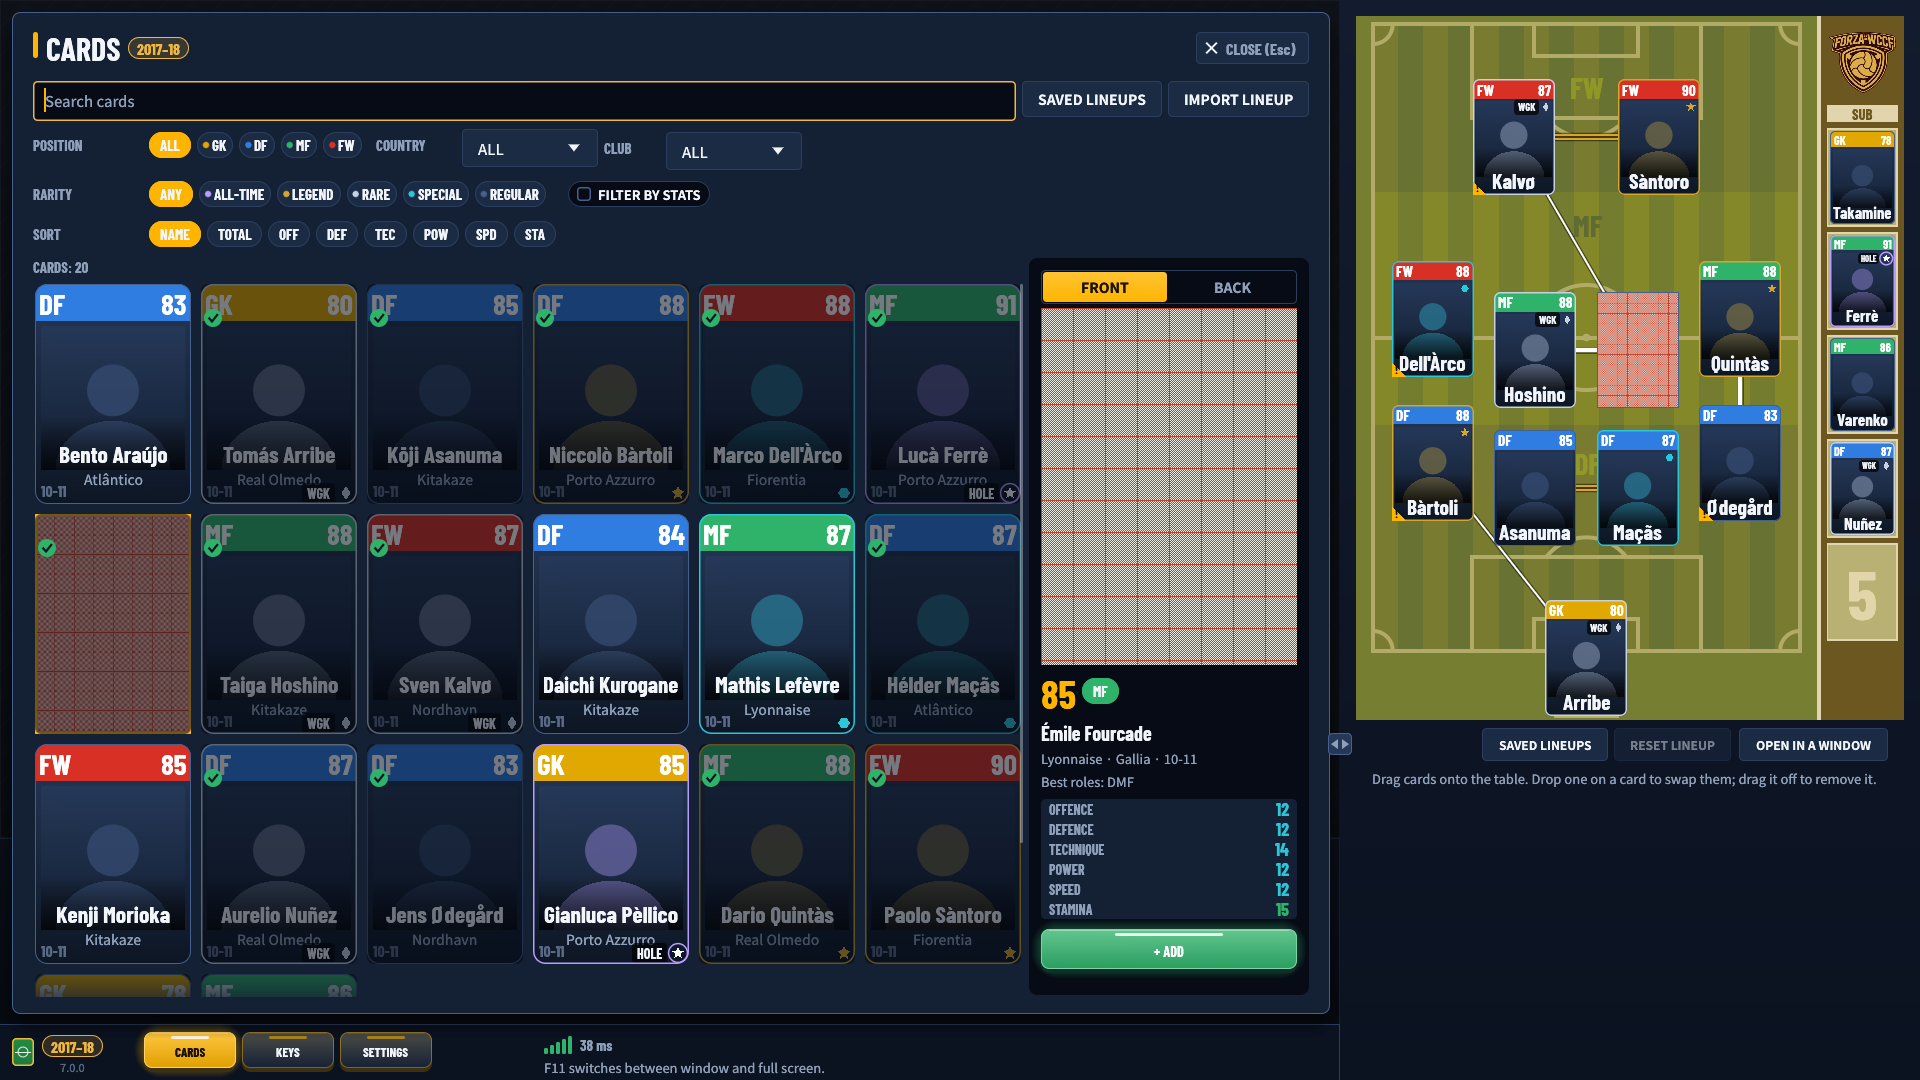 CARDS 2017-18
CLOSE (Esc)
Search cards
SAVED LINEUPS
IMPORT LINEUP
POSITION ALL GK DF MF FW COUNTRY ALL CLUB ALL
RARITY ANY ALL-TIME LEGEND RARE SPECIAL REGULAR FILTER BY STATS
SORT NAME TOTAL OFF DEF TEC POW SPD STA
CARDS: 20
DF 83
Bento Araújo
Atlântico
10-11
GK 80
Tomás Arribe
Real Olmedo
10-11 WGK
DF 85
Kōji Asanuma
Kitakaze
10-11
DF 88
Niccolò Bàrtoli
Porto Azzurro
10-11
FW 88
Marco Dell'Àrco
Fiorentia
10-11
MF 91
Lucà Ferrè
Porto Azzurro
10-11 HOLE
MF 88
Taiga Hoshino
Kitakaze
10-11 WGK
FW 87
Sven Kalvø
Nordhavn
10-11 WGK
DF 84
Daichi Kurogane
Kitakaze
10-11
MF 87
Mathis Lefèvre
Lyonnaise
10-11
DF 87
Hélder Maçãs
Atlântico
10-11
FW 85
Kenji Morioka
Kitakaze
10-11
DF 87
Aurelio Nuñez
Real Olmedo
10-11 WGK
DF 83
Jens Ødegård
Nordhavn
10-11
GK 85
Gianluca Pèllico
Porto Azzurro
10-11 HOLE
MF 88
Dario Quintàs
Real Olmedo
10-11
FW 90
Paolo Sàntoro
Fiorentia
10-11
GK 78
MF 86
FRONT
BACK
85 MF
Émile Fourcade
Lyonnaise · Gallia · 10-11
Best roles: DMF
OFFENCE 12
DEFENCE 12
TECHNIQUE 14
POWER 12
SPEED 12
STAMINA 15
+ ADD
2017-18
7.0.0
CARDS
KEYS
SETTINGS
38 ms
F11 switches between window and full screen.
FW
MF
DF
FW 87
WGK
Kalvø
FW 90
Sàntoro
FW 88
Dell'Àrco
MF 88
WGK
Hoshino
MF 88
Quintàs
DF 88
Bàrtoli
DF 85
Asanuma
DF 87
Maçãs
DF 83
Ødegård
GK 80
WGK
Arribe
FORZA-WCCF
SUB
GK 78
Takamine
MF 91
HOLE
Ferrè
MF 86
Varenko
DF 87
WGK
Nuñez
5
SAVED LINEUPS
RESET LINEUP
OPEN IN A WINDOW
Drag cards onto the table. Drop one on a card to swap them; drag it off to remove it.